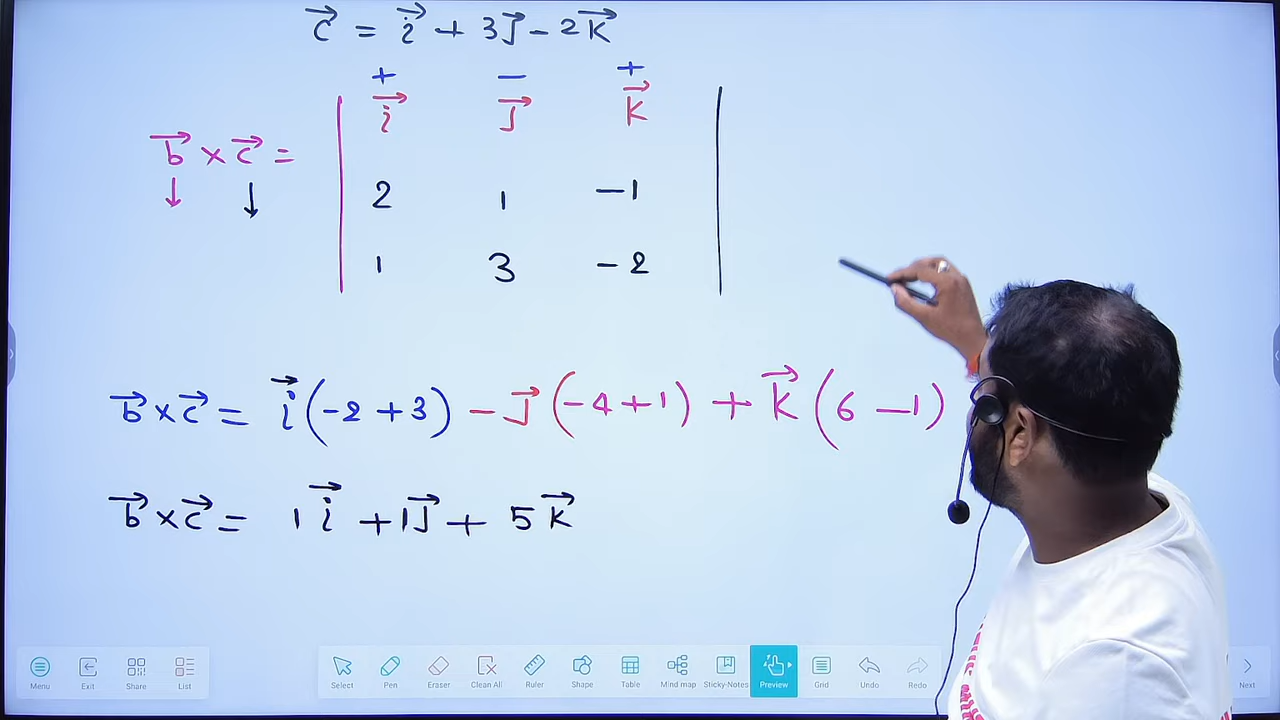 c⃗ = i⃗ + 3J⃗ - 2K⃗
+ - +
i⃗ J⃗ K⃗
b⃗ × c⃗ =
2 1 -1
1 3 -2
b⃗ × c⃗ = i⃗(-2 + 3) - J⃗(-4 + 1) + K⃗(6 - 1)
b⃗ × c⃗ = 1i⃗ + 1J⃗ + 5K⃗
Menu Exit Share List Select Pen Eraser Clean All Ruler Shape Table Mind map Sticky-Notes Preview Grid Undo Redo Next